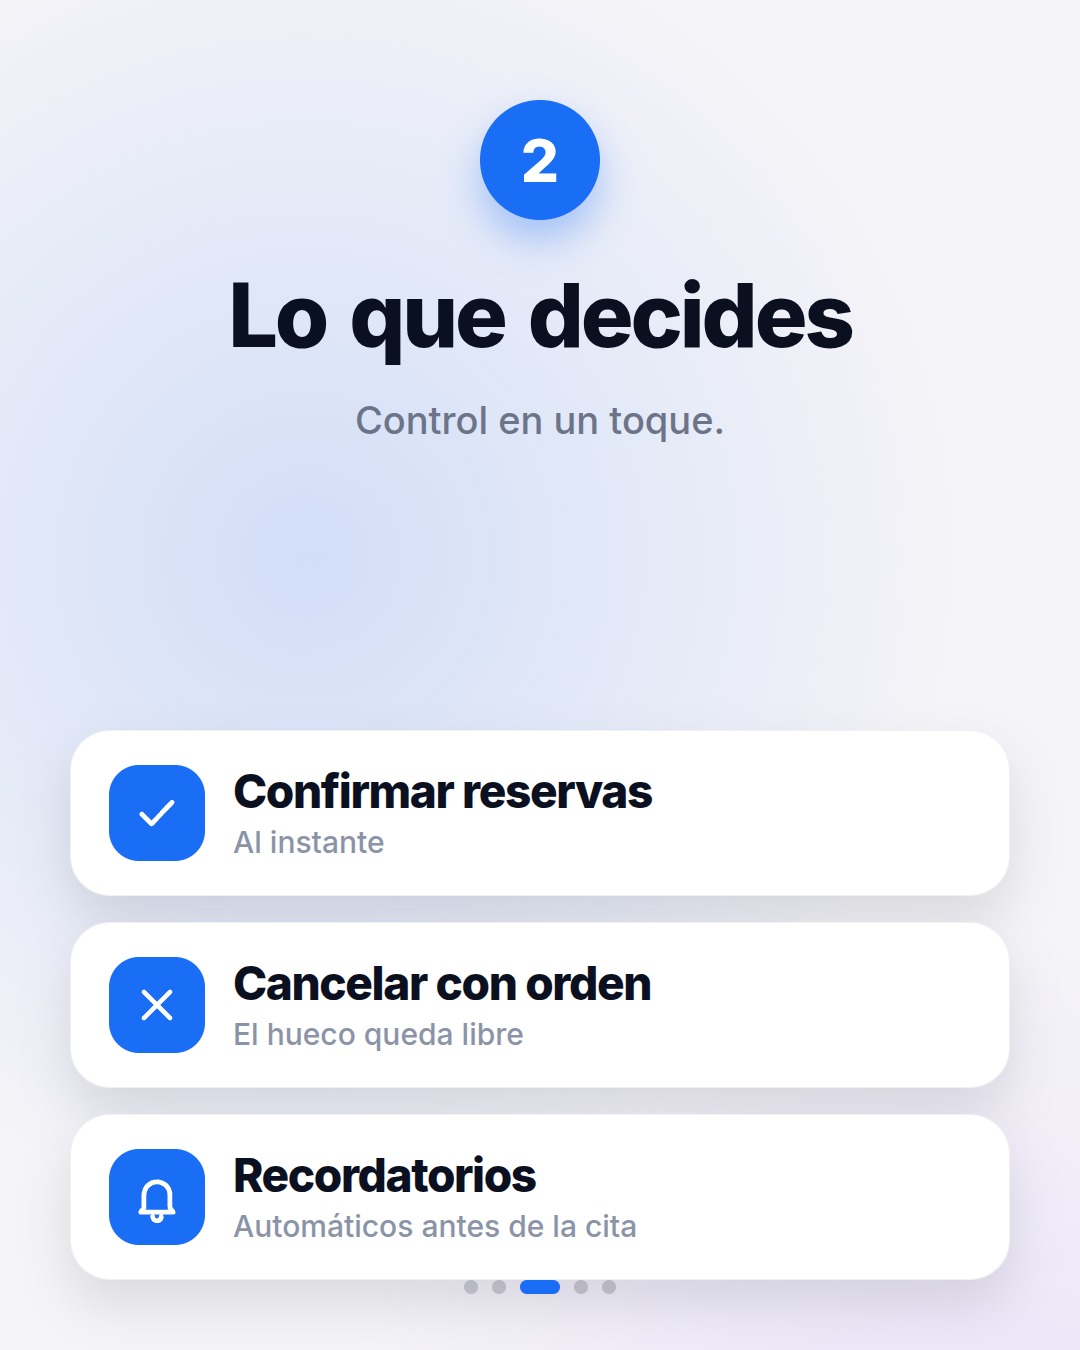 2
Lo que decides
Control en un toque.
Confirmar reservas
Al instante
Cancelar con orden
El hueco queda libre
Recordatorios
Automáticos antes de la cita